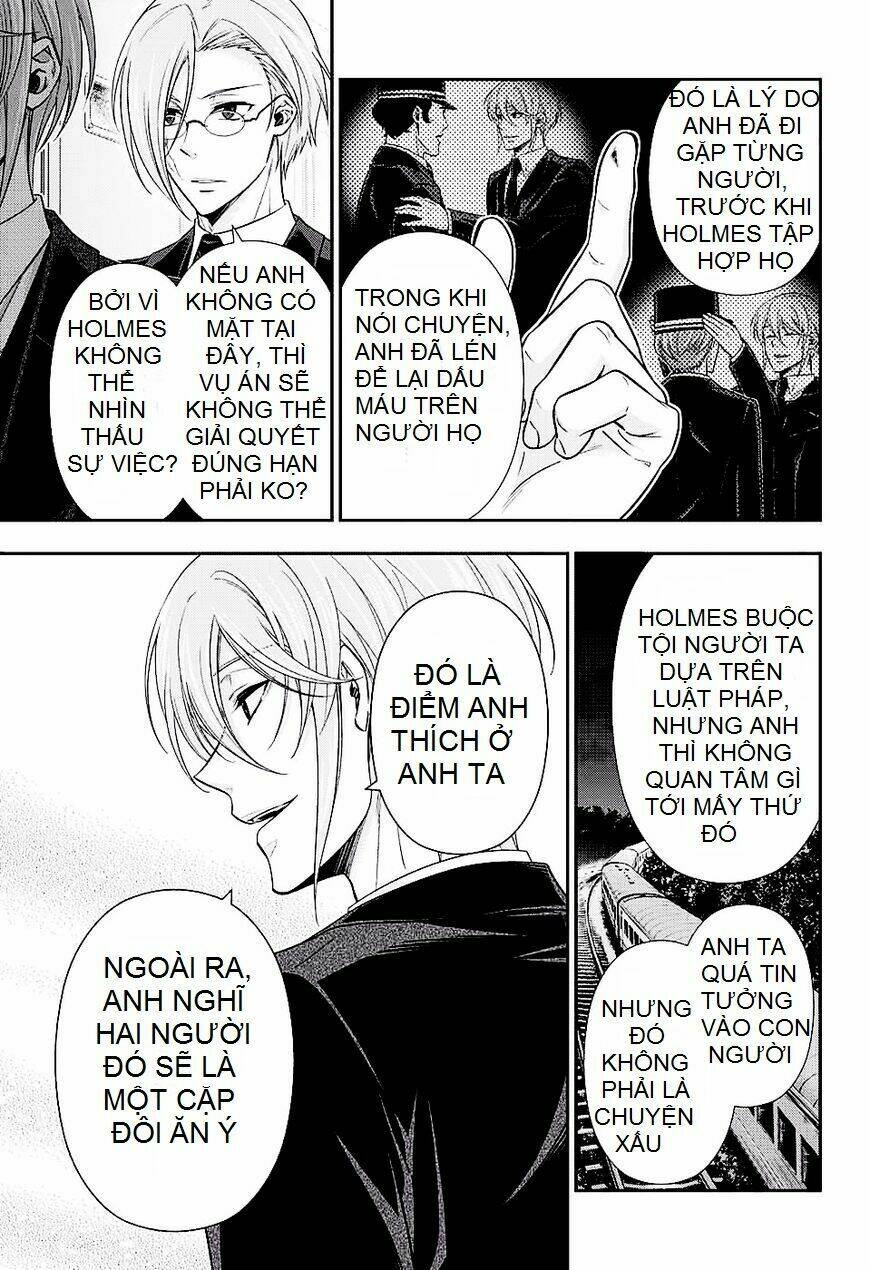 ĐÓ LÀ LÝ DO
ANH ĐÃ ĐI
GẶP TỪNG
NGƯỜI,
TRƯỚC KHI
HOLMES TẬP
HỢP HỌ
TRONG KHI
NÓI CHUYỆN,
ANH ĐÃ LÉN
ĐỂ LẠI DẤU
MÁU TRÊN
NGƯỜI HỌ
NẾU ANH
KHÔNG CÓ
MẶT TẠI
ĐÂY, THÌ
VỤ ÁN SẼ
KHÔNG THỂ
GIẢI QUYẾT
ĐÚNG HẠN
PHẢI KO?
BỞI VÌ
HOLMES
KHÔNG
THỂ
NHÌN
THẤU
SỰ VIỆC?
HOLMES BUỘC
TỘI NGƯỜI TA
DỰA TRÊN
LUẬT PHÁP,
NHƯNG ANH
THÌ KHÔNG
QUAN TÂM GÌ
TỚI MẤY THỨ
ĐÓ
ANH TA
QUÁ TIN
TƯỞNG
VÀO CON
NGƯỜI
NHƯNG
ĐÓ
KHÔNG
PHẢI LÀ
CHUYỆN
XẤU
ĐÓ LÀ
ĐIỂM ANH
THÍCH Ở
ANH TA
NGOÀI RA,
ANH NGHĨ
HAI NGƯỜI
ĐÓ SẼ LÀ
MỘT CẶP
ĐÔI ĂN Ý